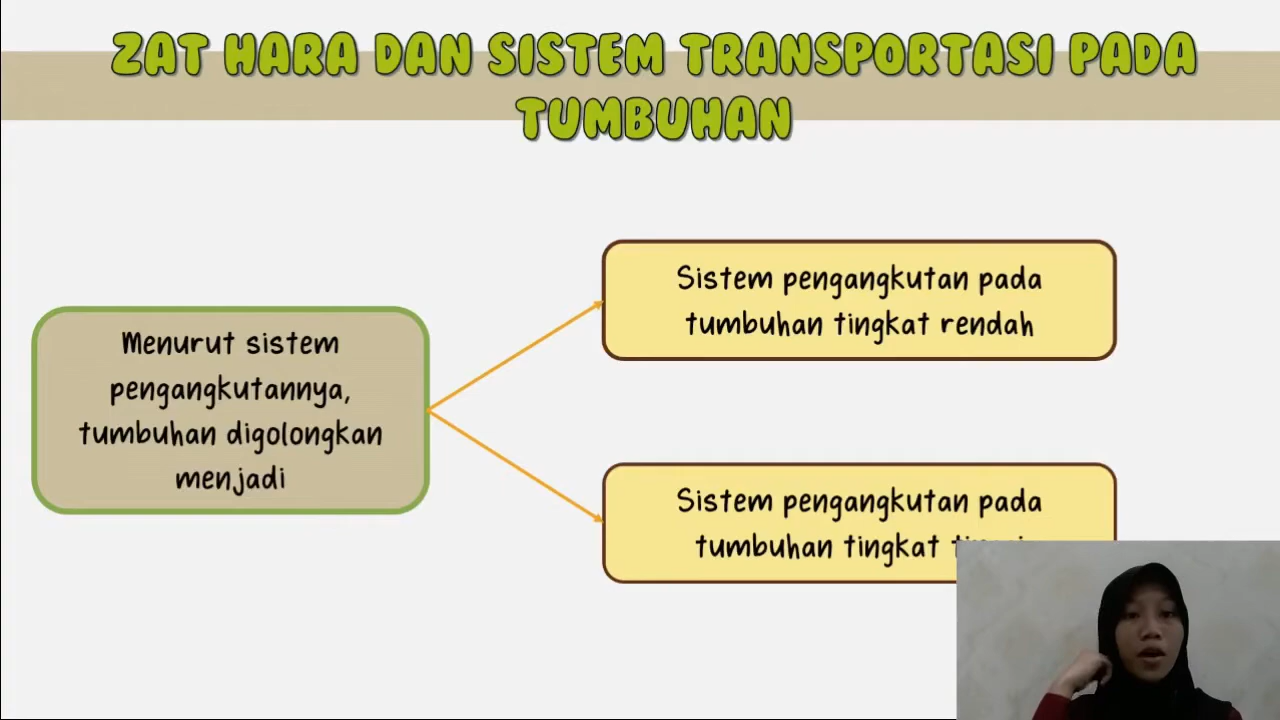 ZAT HARA DAN SISTEM TRANSPORTASI PADA
TUMBUHAN
Menurut sistem
pengangkutannya,
tumbuhan digolongkan
menjadi
Sistem pengangkutan pada
tumbuhan tingkat rendah
Sistem pengangkutan pada
tumbuhan tingkat